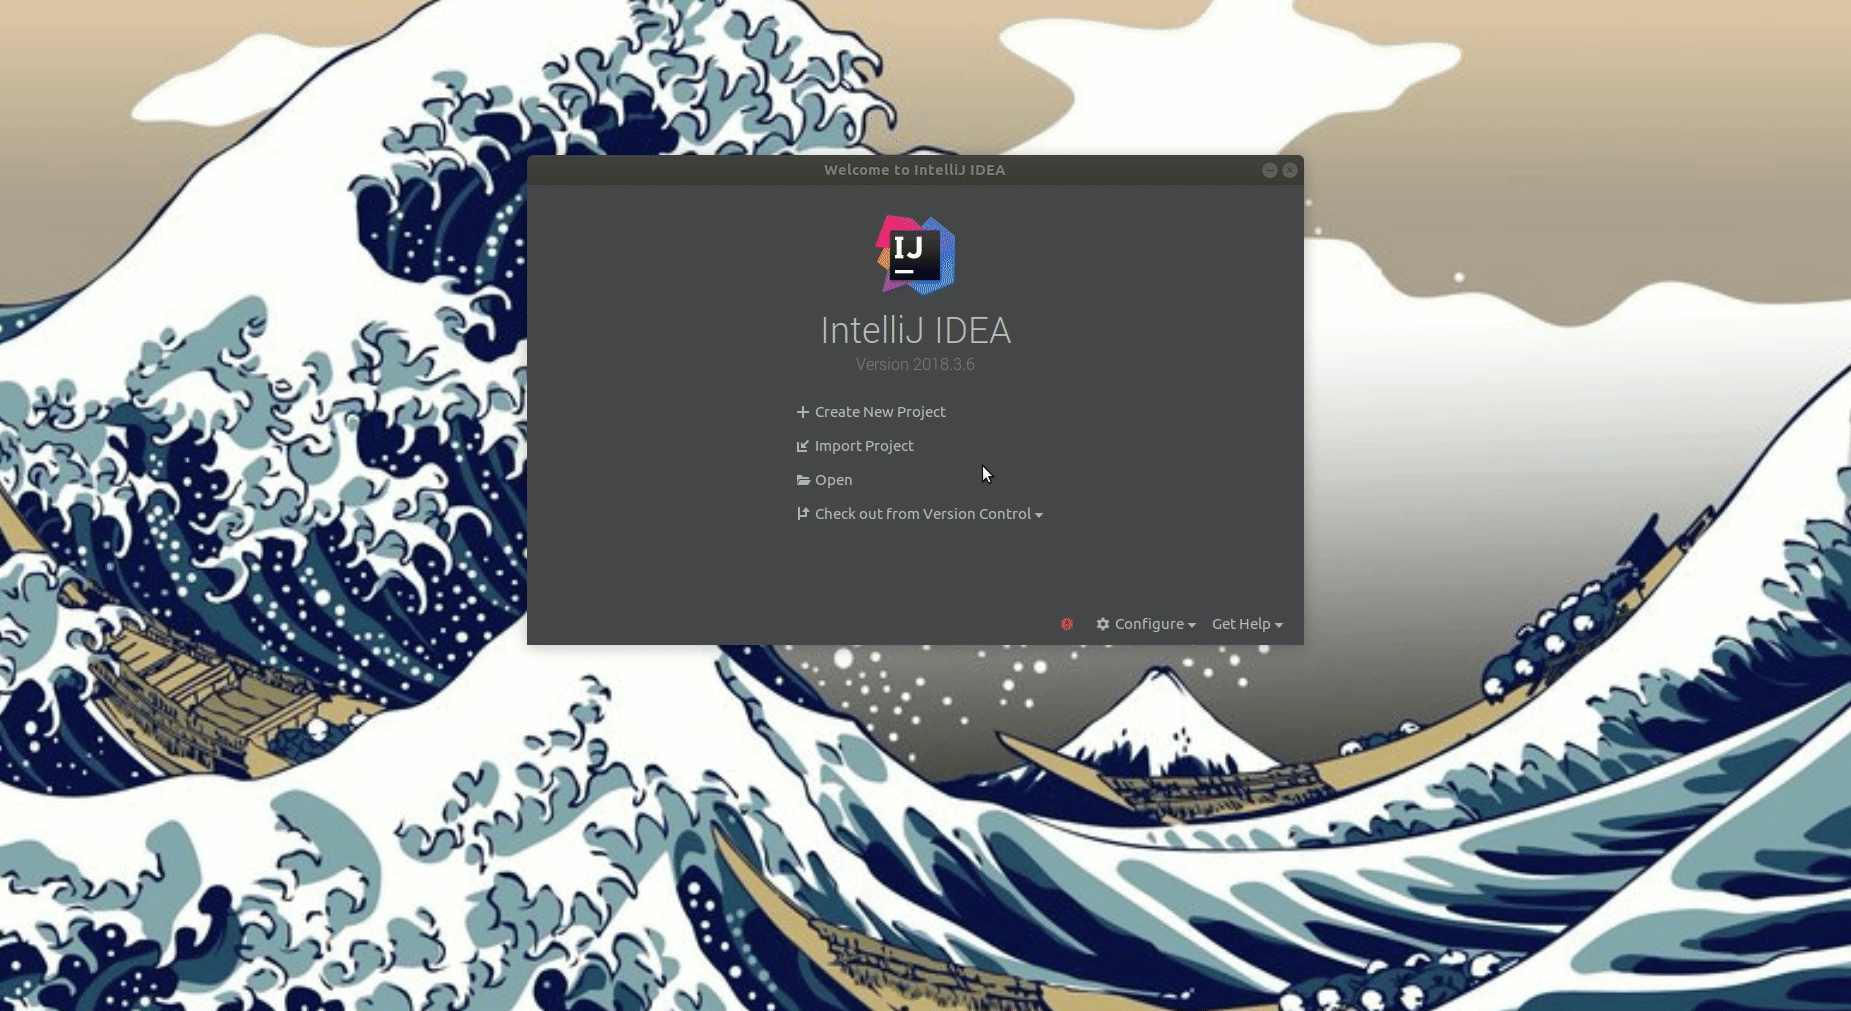 Welcome to IntelliJ IDEA
IJ
IntelliJ IDEA
Version 2018.3.6
Create New Project
Import Project
Open
Check out from Version Control
Configure
Get Help